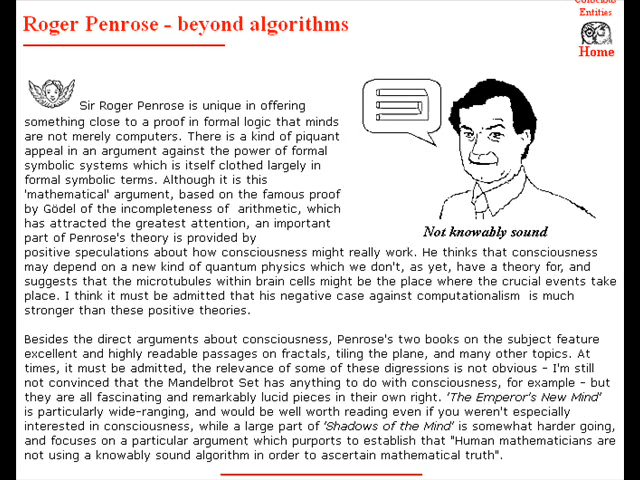 Conscious
Entities
Home
Roger Penrose - beyond algorithms
Sir Roger Penrose is unique in offering
something close to a proof in formal logic that minds
are not merely computers. There is a kind of piquant
appeal in an argument against the power of formal
symbolic systems which is itself clothed largely in
formal symbolic terms. Although it is this
'mathematical' argument, based on the famous proof
by Gödel of the incompleteness of  arithmetic, which
has attracted the greatest attention, an important
part of Penrose's theory is provided by
positive speculations about how consciousness might really work. He thinks that consciousness
may depend on a new kind of quantum physics which we don't, as yet, have a theory for, and
suggests that the microtubules within brain cells might be the place where the crucial events take
place. I think it must be admitted that his negative case against computationalism  is much
stronger than these positive theories.
Not knowably sound
Besides the direct arguments about consciousness, Penrose's two books on the subject feature
excellent and highly readable passages on fractals, tiling the plane, and many other topics. At
times, it must be admitted, the relevance of some of these digressions is not obvious - I'm still
not convinced that the Mandelbrot Set has anything to do with consciousness, for example - but
they are all fascinating and remarkably lucid pieces in their own right. 'The Emperor's New Mind'
is particularly wide-ranging, and would be well worth reading even if you weren't especially
interested in consciousness, while a large part of 'Shadows of the Mind' is somewhat harder going,
and focuses on a particular argument which purports to establish that "Human mathematicians are
not using a knowably sound algorithm in order to ascertain mathematical truth".